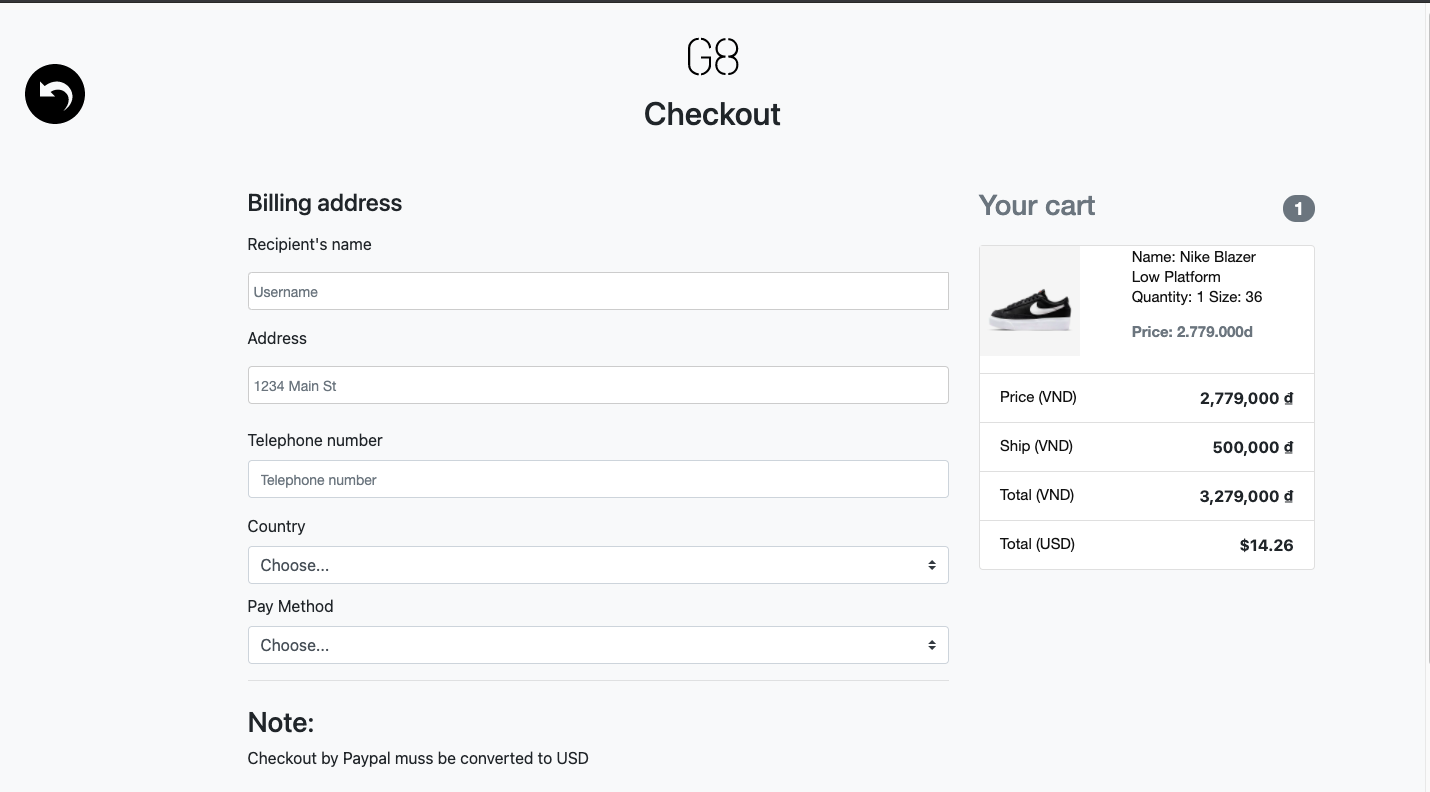 G8
Checkout
Billing address
Recipient's name
Username
Address
1234 Main St
Telephone number
Telephone number
Country
Choose...
Pay Method
Choose...
Note:
Checkout by Paypal muss be converted to USD
Your cart
1
Name: Nike Blazer
Low Platform
Quantity: 1 Size: 36
Price: 2.779.000d
Price (VND) 2,779,000 ₫
Ship (VND) 500,000 ₫
Total (VND) 3,279,000 ₫
Total (USD) $14.26